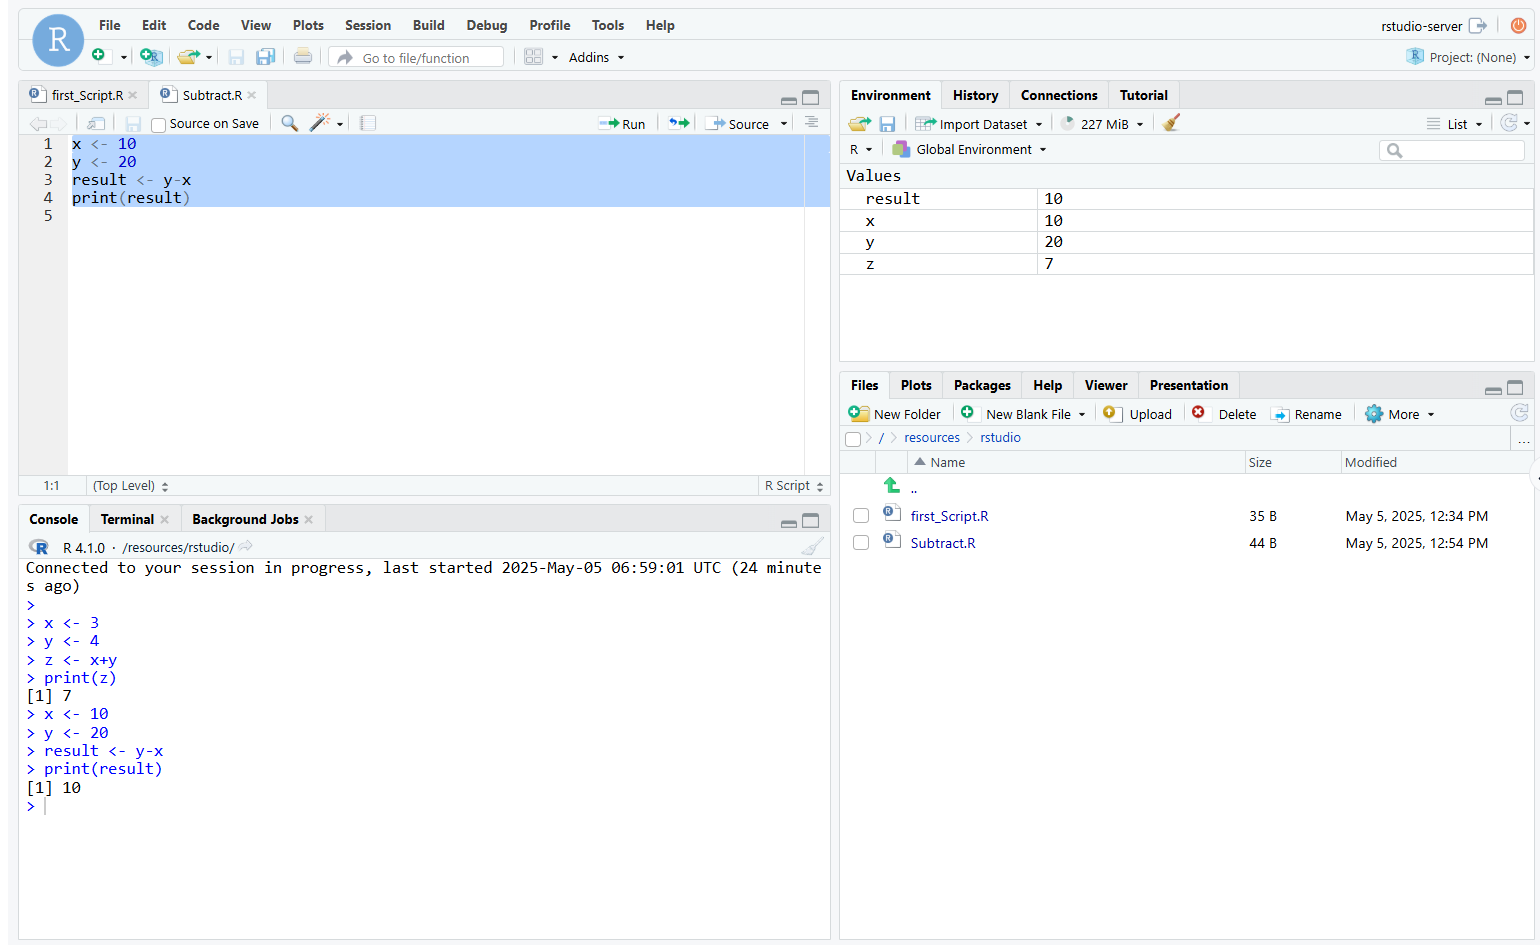 R
File Edit Code View Plots Session Build Debug Profile Tools Help
rstudio-server
Go to file/function
Addins
Project: (None)
first_Script.R
Subtract.R
Source on Save
Run
Source
1 x <- 10
2 y <- 20
3 result <- y-x
4 print(result)
5
1:1
(Top Level)
R Script
Console
Terminal
Background Jobs
R 4.1.0 · /resources/rstudio/
Connected to your session in progress, last started 2025-May-05 06:59:01 UTC (24 minute
s ago)
>
> x <- 3
> y <- 4
> z <- x+y
> print(z)
[1] 7
> x <- 10
> y <- 20
> result <- y-x
> print(result)
[1] 10
>
Environment
History
Connections
Tutorial
Import Dataset
227 MiB
List
R
Global Environment
Values
result 10
x 10
y 20
z 7
Files
Plots
Packages
Help
Viewer
Presentation
New Folder
New Blank File
Upload
Delete
Rename
More
/ resources rstudio
...
Name Size Modified
..
first_Script.R 35 B May 5, 2025, 12:34 PM
Subtract.R 44 B May 5, 2025, 12:54 PM